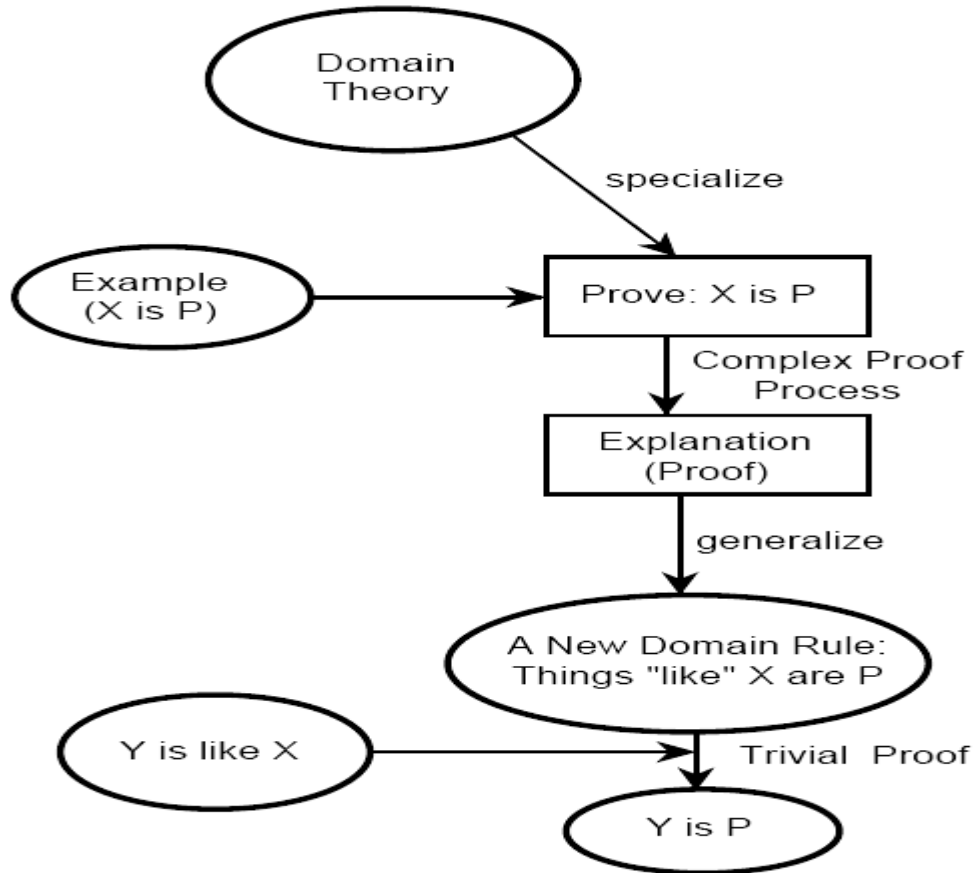 Domain
Theory
specialize
Example
(X is P)
Prove: X is P
Complex Proof
Process
Explanation
(Proof)
generalize
A New Domain Rule:
Things "like" X are P
Y is like X
Trivial Proof
Y is P